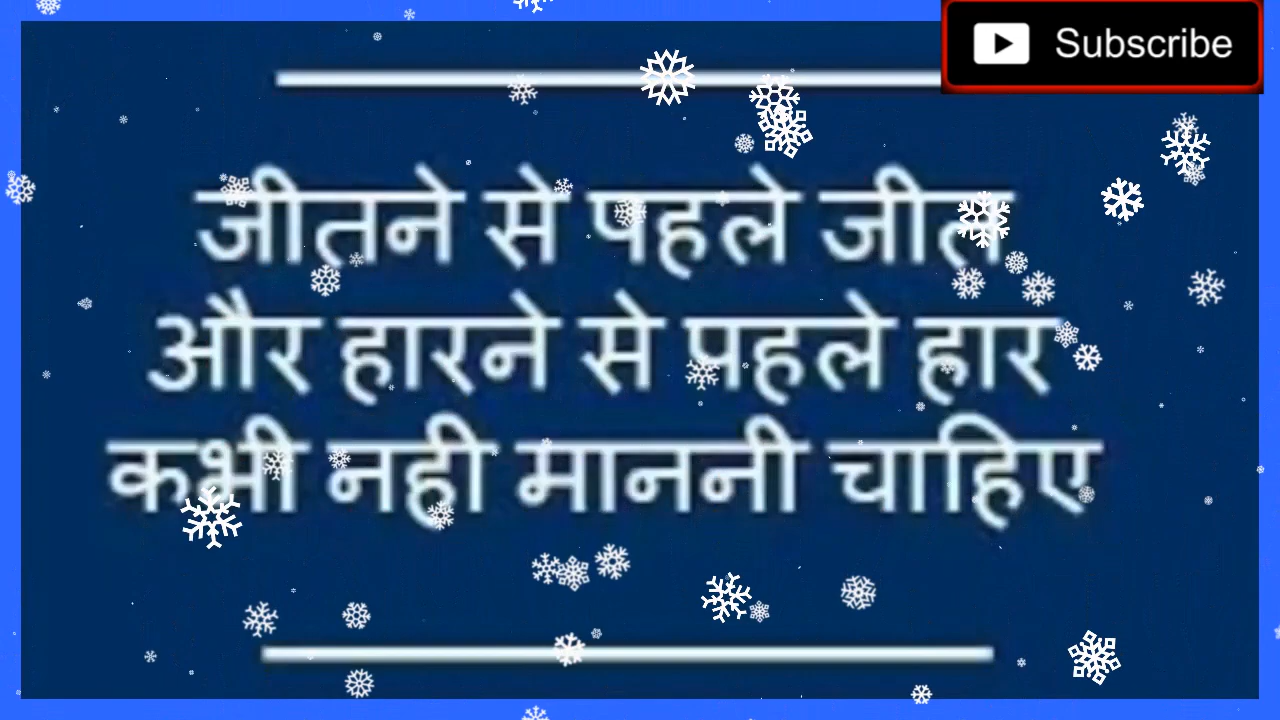 Subscribe
जीतने से पहले जीत
और हारने से पहले हार
कभी नही माननी चाहिए